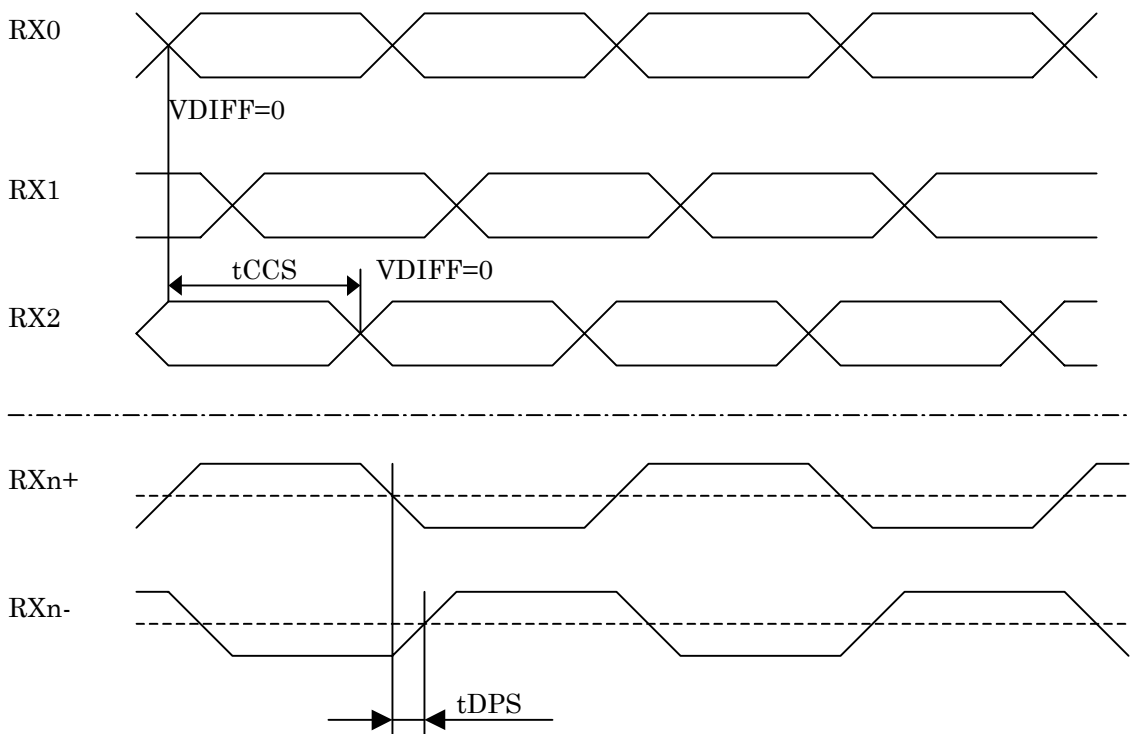 RX0
VDIFF=0
RX1
tCCS
VDIFF=0
RX2
RXn+
RXn-
tDPS